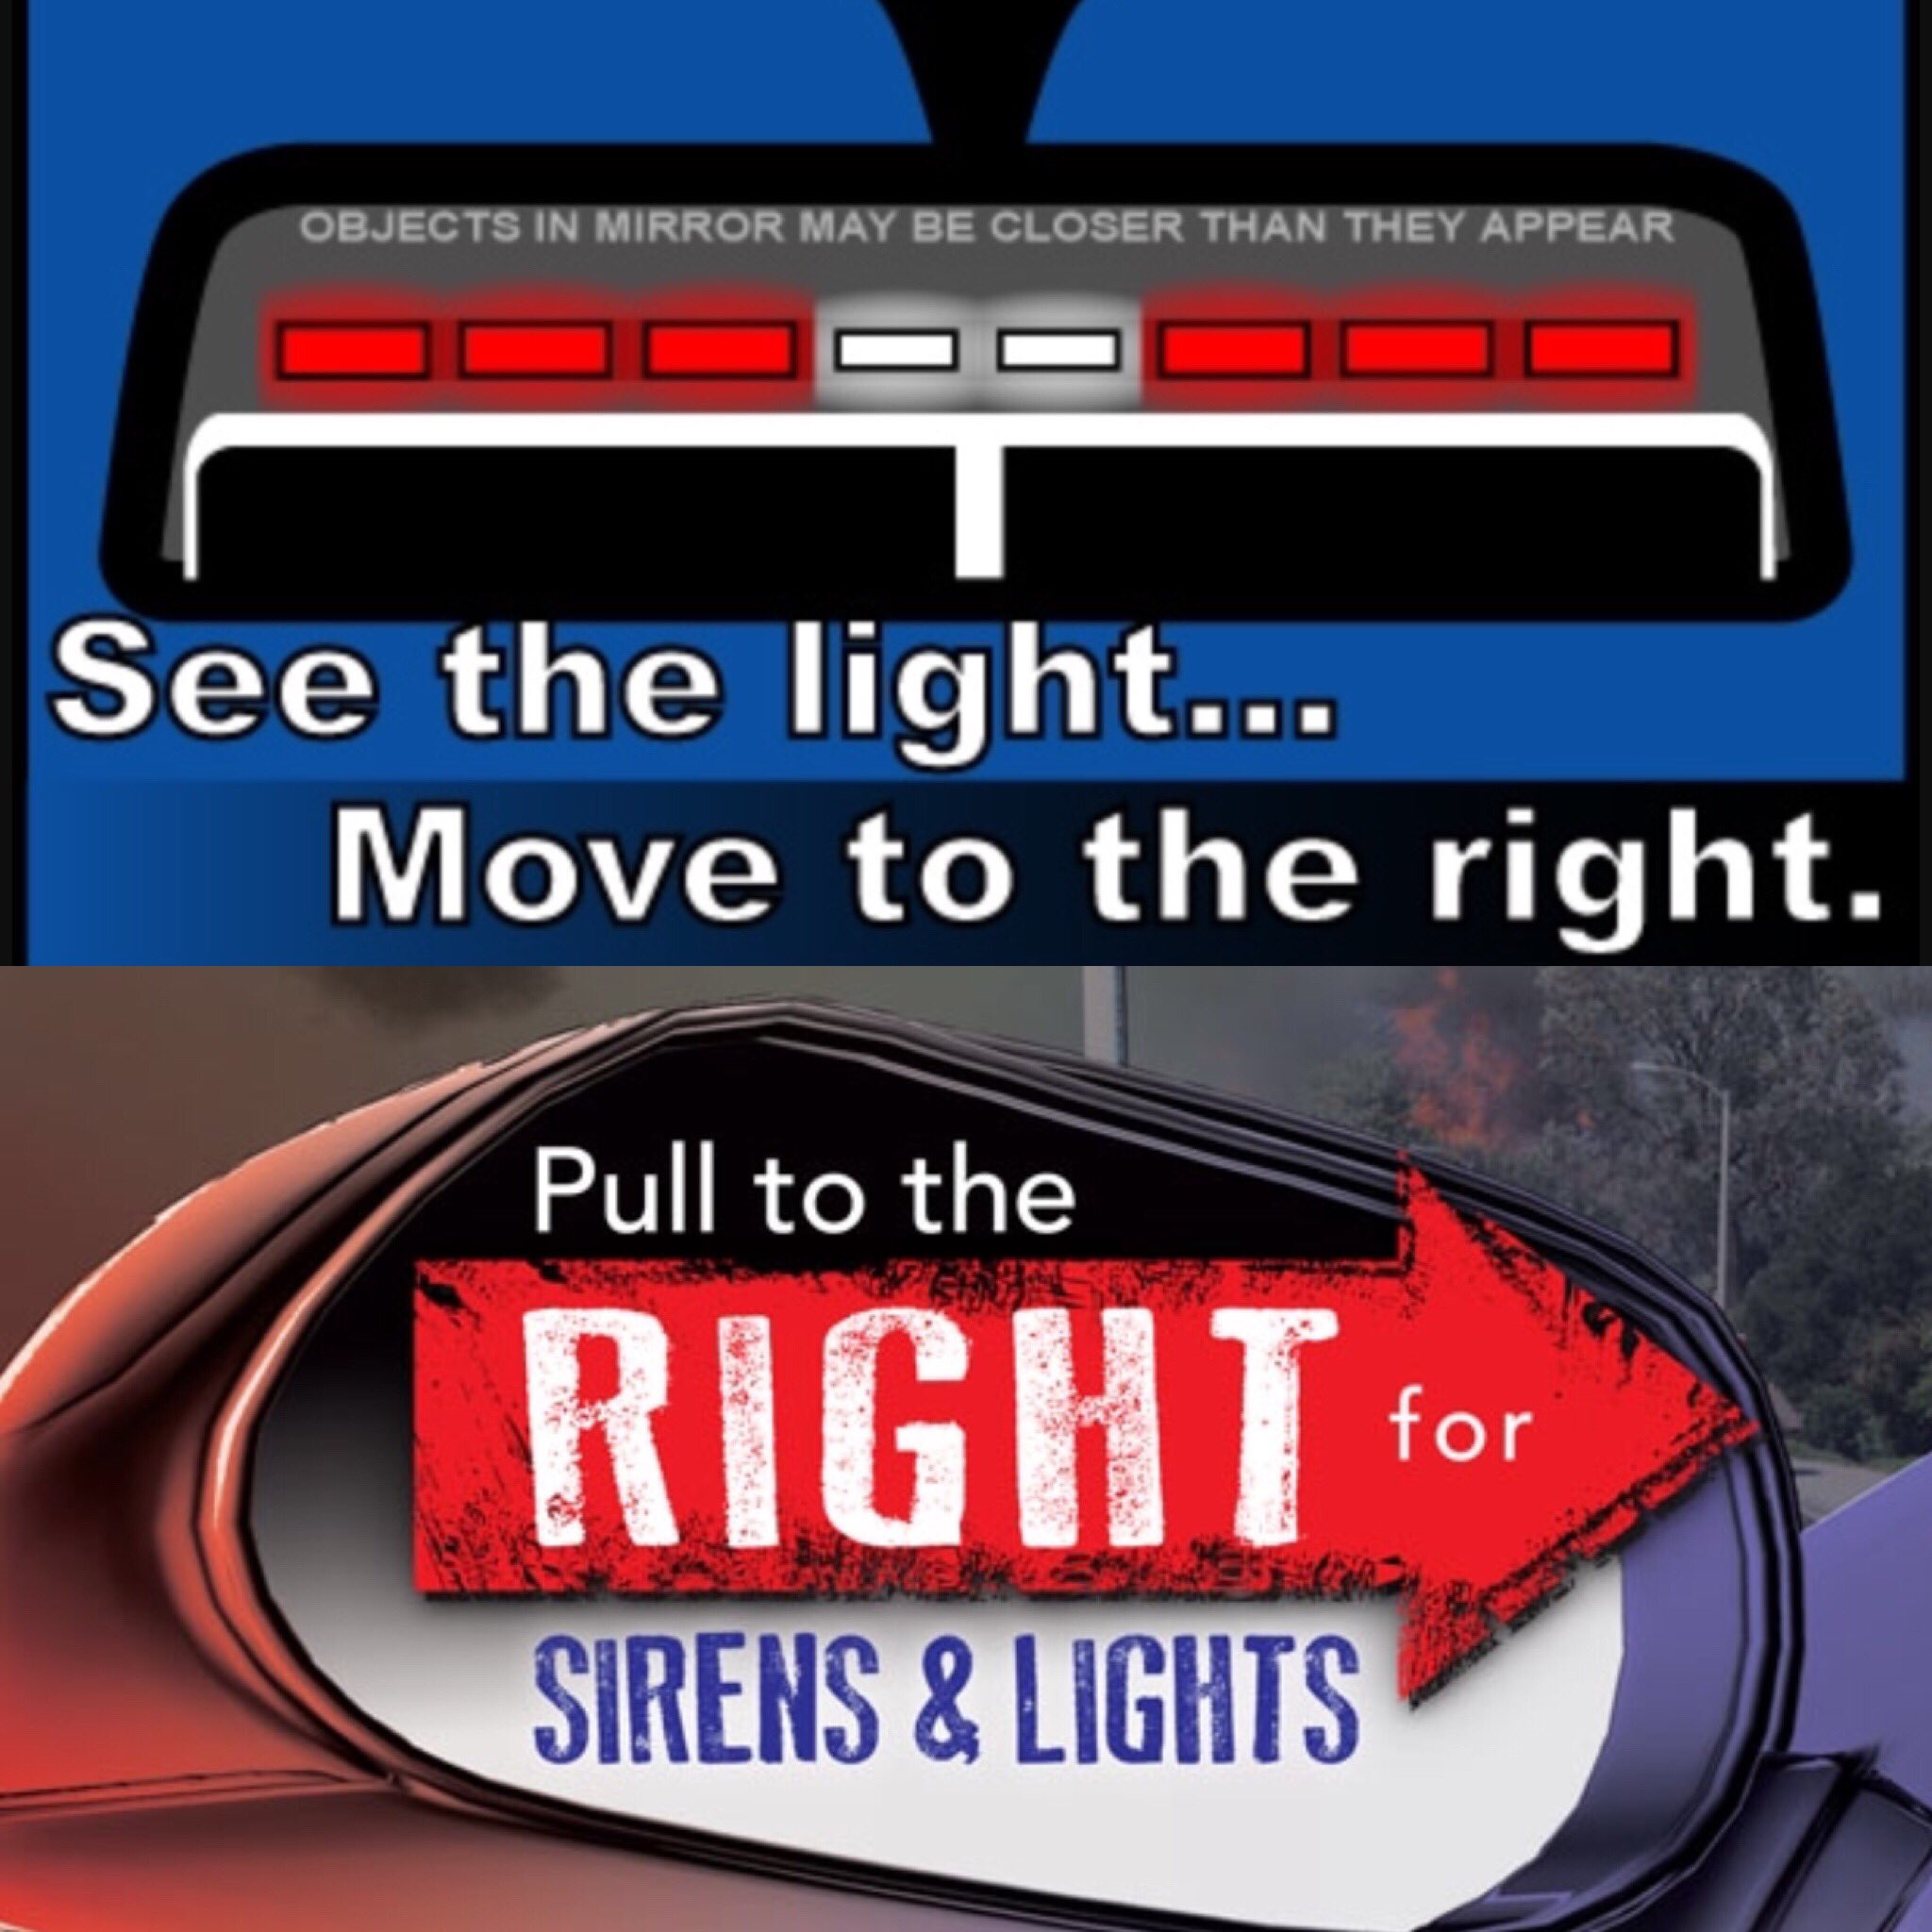 OBJECTS IN MIRROR MAY BE CLOSER THAN THEY APPEAR
See the light...
Move to the right.
Pull to the
RIGHT for
SIRENS & LIGHTS